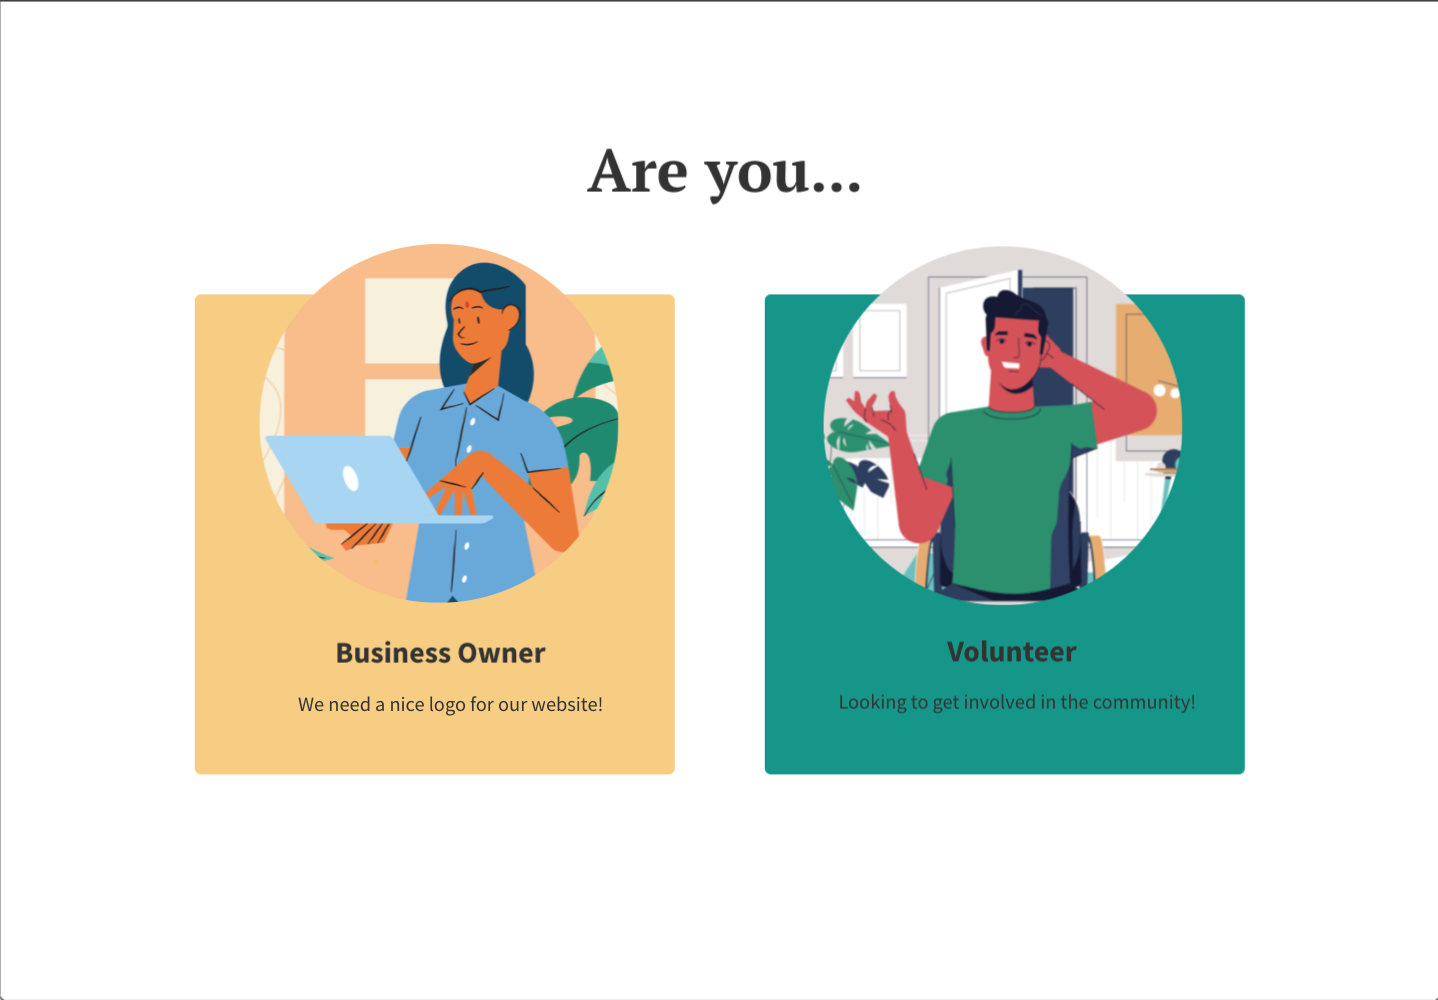 Are you...
Business Owner
We need a nice logo for our website!
Volunteer
Looking to get involved in the community!